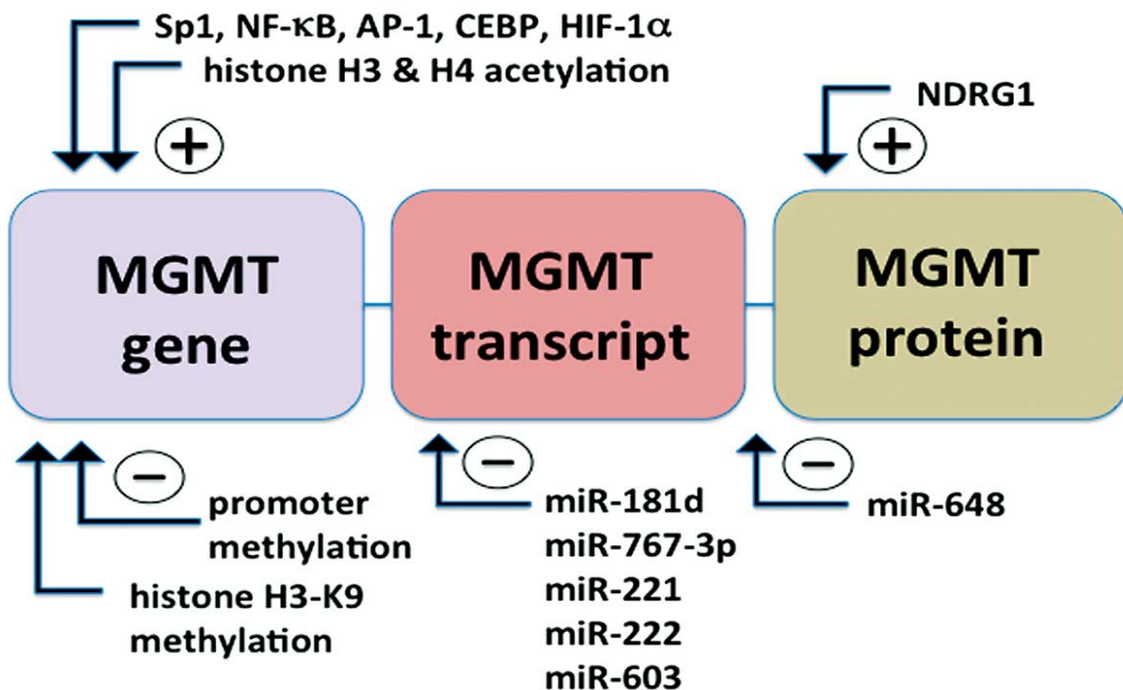 Sp1, NF-κB, AP-1, CEBP, HIF-1α
histone H3 & H4 acetylation
NDRG1
+
+
MGMT
gene
MGMT
transcript
MGMT
protein
−
promoter
methylation
histone H3-K9
methylation
−
miR-181d
miR-767-3p
miR-221
miR-222
miR-603
−
miR-648